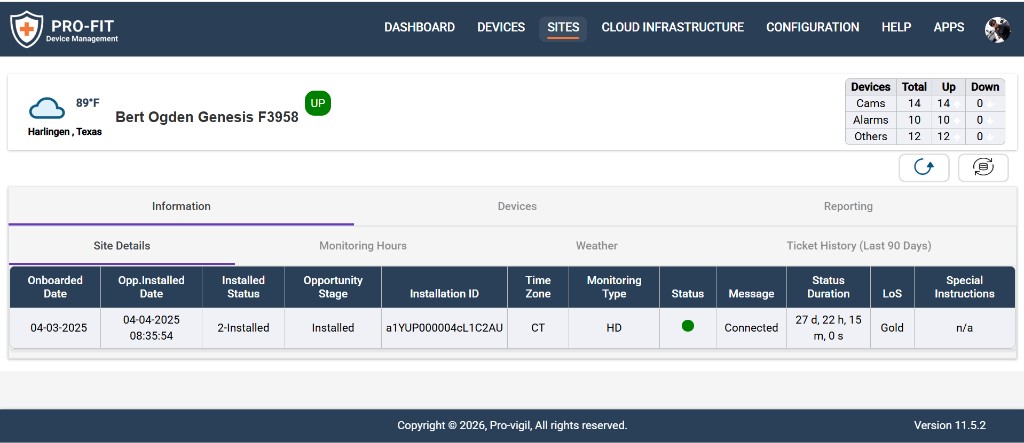 PRO-FIT
Device Management
DASHBOARD DEVICES SITES CLOUD INFRASTRUCTURE CONFIGURATION HELP APPS
89°F
Harlingen , Texas
Bert Ogden Genesis F3958
UP
Devices Total Up Down
Cams 14 14 0
Alarms 10 10 0
Others 12 12 0
Information Devices Reporting
Site Details Monitoring Hours Weather Ticket History (Last 90 Days)
Onboarded Date Opp.Installed Date Installed Status Opportunity Stage Installation ID Time Zone Monitoring Type Status Message Status Duration LoS Special Instructions
04-03-2025 04-04-2025 08:35:54 2-Installed Installed a1YUP000004cL1C2AU CT HD Connected 27 d, 22 h, 15 m, 0 s Gold n/a
Copyright © 2026, Pro-vigil, All rights reserved.
Version 11.5.2